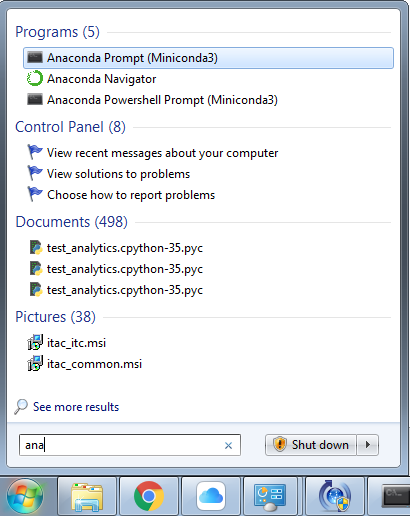 Programs (5)
Anaconda Prompt (Miniconda3)
Anaconda Navigator
Anaconda Powershell Prompt (Miniconda3)
Control Panel (8)
View recent messages about your computer
View solutions to problems
Choose how to report problems
Documents (498)
test_analytics.cpython-35.pyc
test_analytics.cpython-35.pyc
test_analytics.cpython-35.pyc
Pictures (38)
itac_itc.msi
itac_common.msi
See more results
ana
Shut down